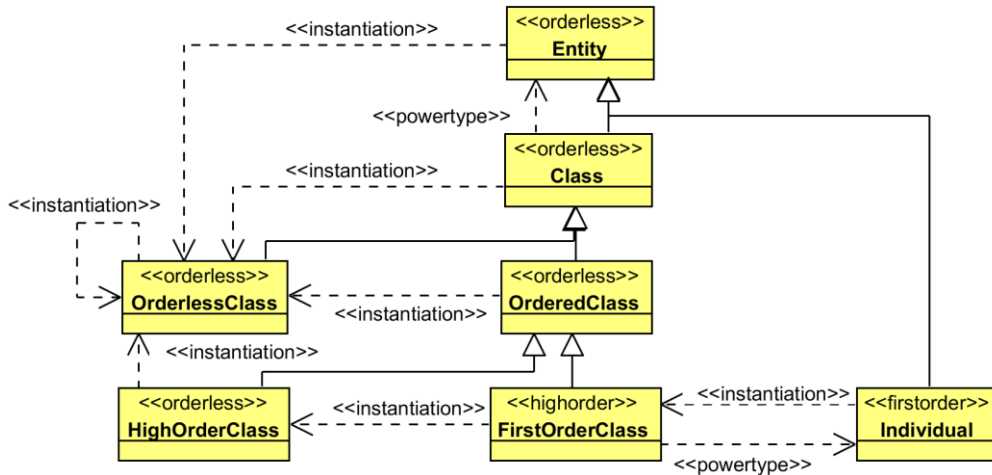 <<orderless>>
<<instantiation>>
Entity
<<powertype>>
<<orderless>>
<<instantiation>>
Class
<<instantiation>>
<<orderless>>
<<orderless>>
OrderlessClass
OrderedClass
<<instantiation>>
<<instantiation>>
<<orderless>>
<<instantiation>>
<<highorder>>
<<instantiation>>
<<firstorder>>
HighOrderClass
FirstOrderClass
Individual
<<powertype>>